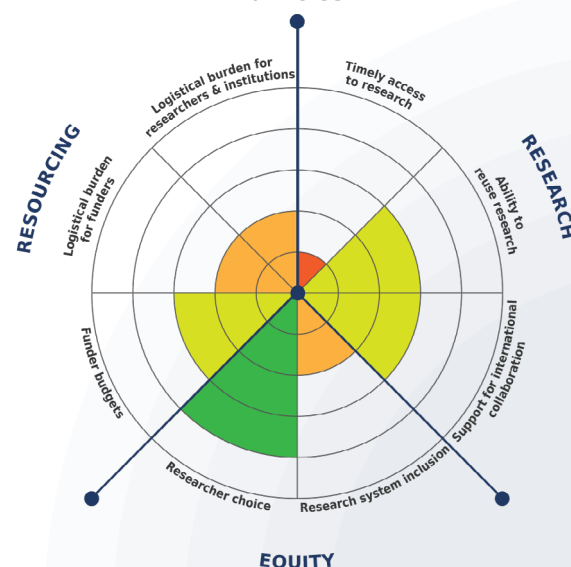 Logistical burden for
researchers & institutions
Timely access
to research
RESOURCING
RESEARCH
Logistical burden
for funders
Ability to
reuse research
Funder budgets
Support for international
collaboration
Researcher choice
Research system inclusion
EQUITY